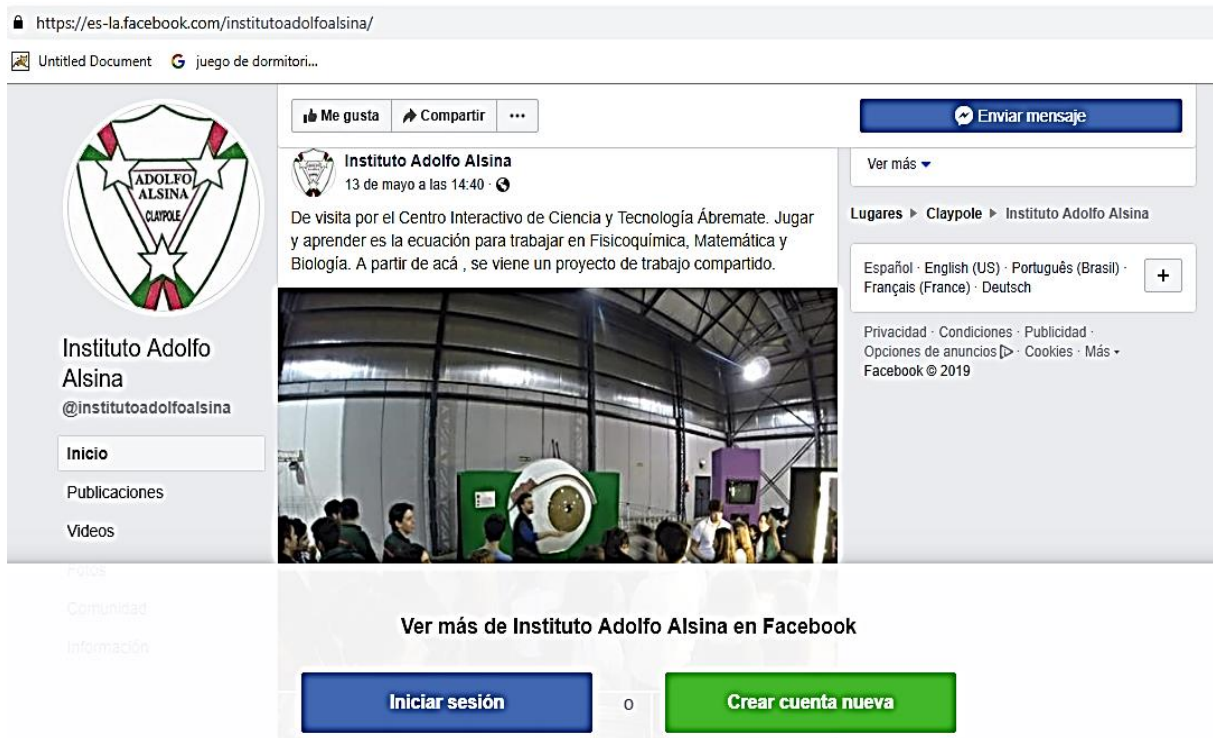 https://es-la.facebook.com/institutoadolfoalsina/
Untitled Document
juego de dormitori...
ADOLFO
ALSINA
CLAYPOLE
Instituto Adolfo
Alsina
@institutoadolfoalsina
Inicio
Publicaciones
Videos
Fotos
Comunidad
Información
Me gusta
Compartir
Instituto Adolfo Alsina
13 de mayo a las 14:40 ·
De visita por el Centro Interactivo de Ciencia y Tecnología Ábremate. Jugar
y aprender es la ecuación para trabajar en Fisicoquímica, Matemática y
Biología. A partir de acá , se viene un proyecto de trabajo compartido.
Enviar mensaje
Ver más
Lugares
Claypole
Instituto Adolfo Alsina
Español · English (US) · Português (Brasil) ·
Français (France) · Deutsch
Privacidad · Condiciones · Publicidad ·
Opciones de anuncios · Cookies · Más
Facebook © 2019
Ver más de Instituto Adolfo Alsina en Facebook
Iniciar sesión
o
Crear cuenta nueva